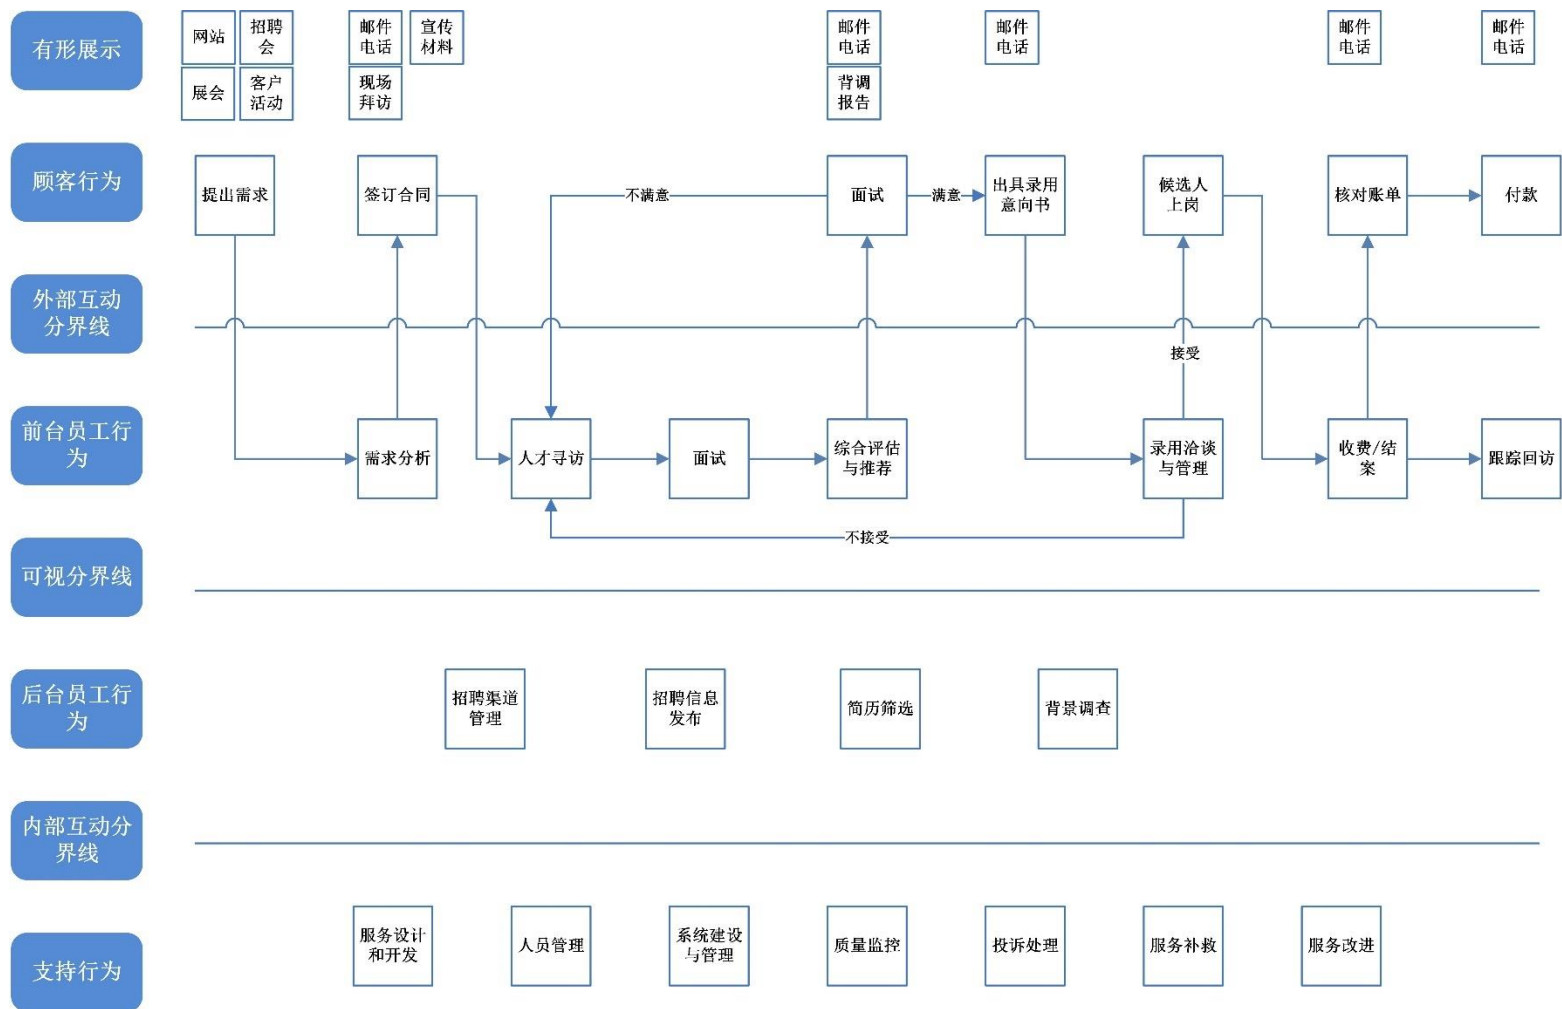 有形展示
网站
招聘
会
邮件
电话
宣传
材料
邮件
电话
邮件
电话
邮件
电话
邮件
电话
展会
客户
活动
现场
拜访
背调
报告
顾客行为
提出需求
签订合同
不满意
面试
满意
出具录用
意向书
候选人
上岗
核对账单
付款
外部互动
分界线
接受
前台员工行
为
需求分析
人才寻访
面试
综合评估
与推荐
录用洽谈
与管理
收费/结
案
跟踪回访
不接受
可视分界线
后台员工行
为
招聘渠道
管理
招聘信息
发布
简历筛选
背景调查
内部互动分
界线
支持行为
服务设计
和开发
人员管理
系统建设
与管理
质量监控
投诉处理
服务补救
服务改进